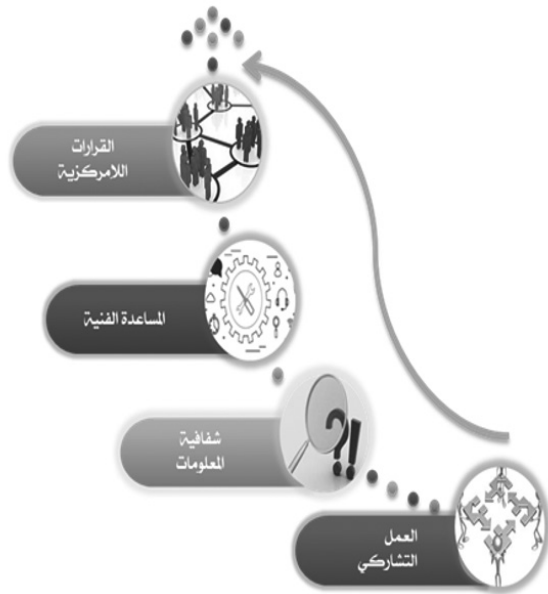 القرارات
اللامركزية
المساعدة الفنية
شفافية
المعلومات
العمل
التشاركي